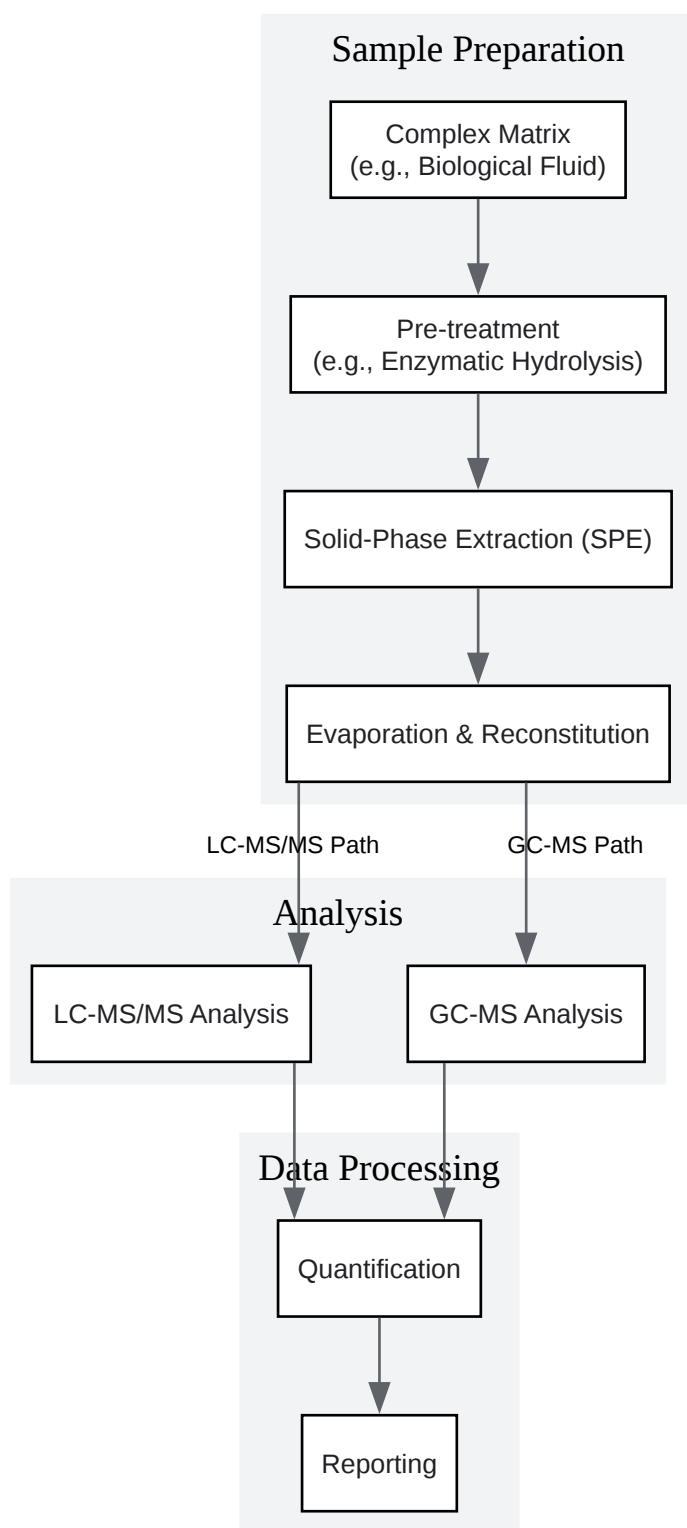 Sample Preparation
Complex Matrix
(e.g., Biological Fluid)
Pre-treatment
(e.g., Enzymatic Hydrolysis)
Solid-Phase Extraction (SPE)
Evaporation & Reconstitution
LC-MS/MS Path
GC-MS Path
Analysis
LC-MS/MS Analysis
GC-MS Analysis
Data Processing
Quantification
Reporting